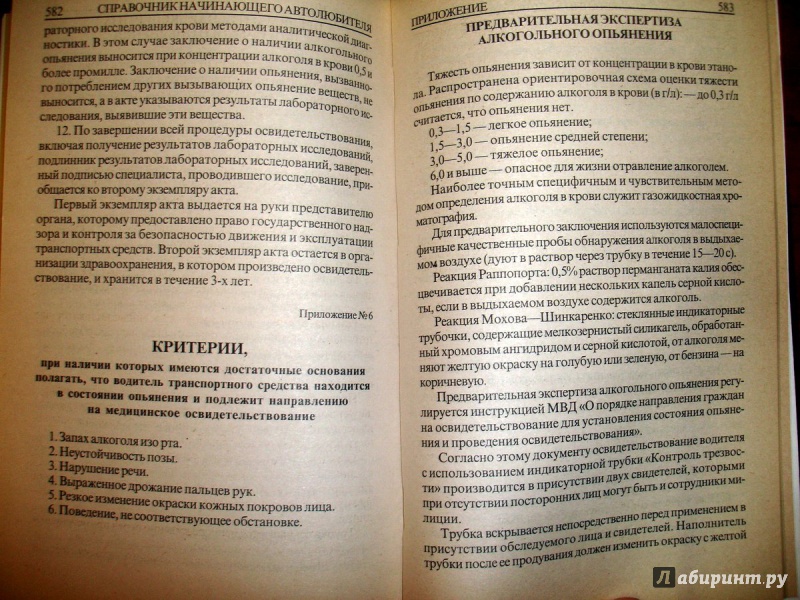 582 СПРАВОЧНИК НАЧИНАЮЩЕГО АВТОЛЮБИТЕЛЯ
раторного исследования крови методами аналитической диаг-
ностики. В этом случае заключение о наличии алкогольного
опьянения выносится при концентрации алкоголя в крови 0,5 и
более промилле. Заключение о наличии опьянения, вызванно-
го потреблением других вызывающих опьянение веществ, не
выносится, а в акте указываются результаты лабораторного ис-
следования, выявившие эти вещества.
12. По завершении всей процедуры освидетельствования,
включая получение результатов лабораторных исследований,
подлинник результатов лабораторных исследований, заверен-
ный подписью специалиста, проводившего исследование, при-
общается ко второму экземпляру акта.
Первый экземпляр акта выдается на руки представителю
органа, которому предоставлено право государственного над-
зора и контроля за безопасностью движения и эксплуатации
транспортных средств. Второй экземпляр акта остается в орга-
низации здравоохранения, в котором произведено освидетель-
ствование, и хранится в течение 3-х лет.
Приложение №6
КРИТЕРИИ,
при наличии которых имеются достаточные основания
полагать, что водитель транспортного средства находится
в состоянии опьянения и подлежит направлению
на медицинское освидетельствование
1. Запах алкоголя изо рта.
2. Неустойчивость позы.
3. Нарушение речи.
4. Выраженное дрожание пальцев рук.
5. Резкое изменение окраски кожных покровов лица.
6. Поведение, не соответствующее обстановке.
ПРИЛОЖЕНИЕ 583
ПРЕДВАРИТЕЛЬНАЯ ЭКСПЕРТИЗА
АЛКОГОЛЬНОГО ОПЬЯНЕНИЯ
Тяжесть опьянения зависит от концентрации в крови этано-
ла. Распространена ориентировочная схема оценки тяжести
опьянения по содержанию алкоголя в крови (в г/л): — до 0,3 г/л
считается, что опьянения нет.
0,3—1,5 — легкое опьянение;
1,5—3,0 — опьянение средней степени;
3,0—5,0 — тяжелое опьянение;
6,0 и выше — опасное для жизни отравление алкоголем.
Наиболее точным специфичным и чувствительным мето-
дом определения алкоголя в крови служит газожидкостная хро-
матография.
Для предварительного заключения используются малоспеци-
фичные качественные пробы обнаружения алкоголя в выдыхае-
мом воздухе (дуют в раствор через трубку в течение 15—20 с).
Реакция Раппопорта: 0,5% раствор перманганата калия обес-
цвечивается при добавлении нескольких капель серной кисло-
ты, если в выдыхаемом воздухе содержится алкоголь.
Реакция Мохова—Шинкаренко: стеклянные индикаторные
трубочки, содержащие мелкозернистый силикагель, обработан-
ный хромовым ангидридом и серной кислотой, от алкоголя ме-
няют желтую окраску на голубую или зеленую, от бензина — на
коричневую.
Предварительная экспертиза алкогольного опьянения регу-
лируется инструкцией МВД «О порядке направления граждан
на освидетельствование для установления состояния опьяне-
ния и проведения освидетельствования».
Согласно этому документу освидетельствование водителя
с использованием индикаторной трубки «Контроль трезвос-
ти» производится в присутствии двух свидетелей, которыми
при отсутствии посторонних лиц могут быть и сотрудники ми-
лиции.
Трубка вскрывается непосредственно перед применением в
присутствии обследуемого лица и свидетелей. Наполнитель
трубки после ее продувания должен изменить окраску с желтой
Лабиринт.ру